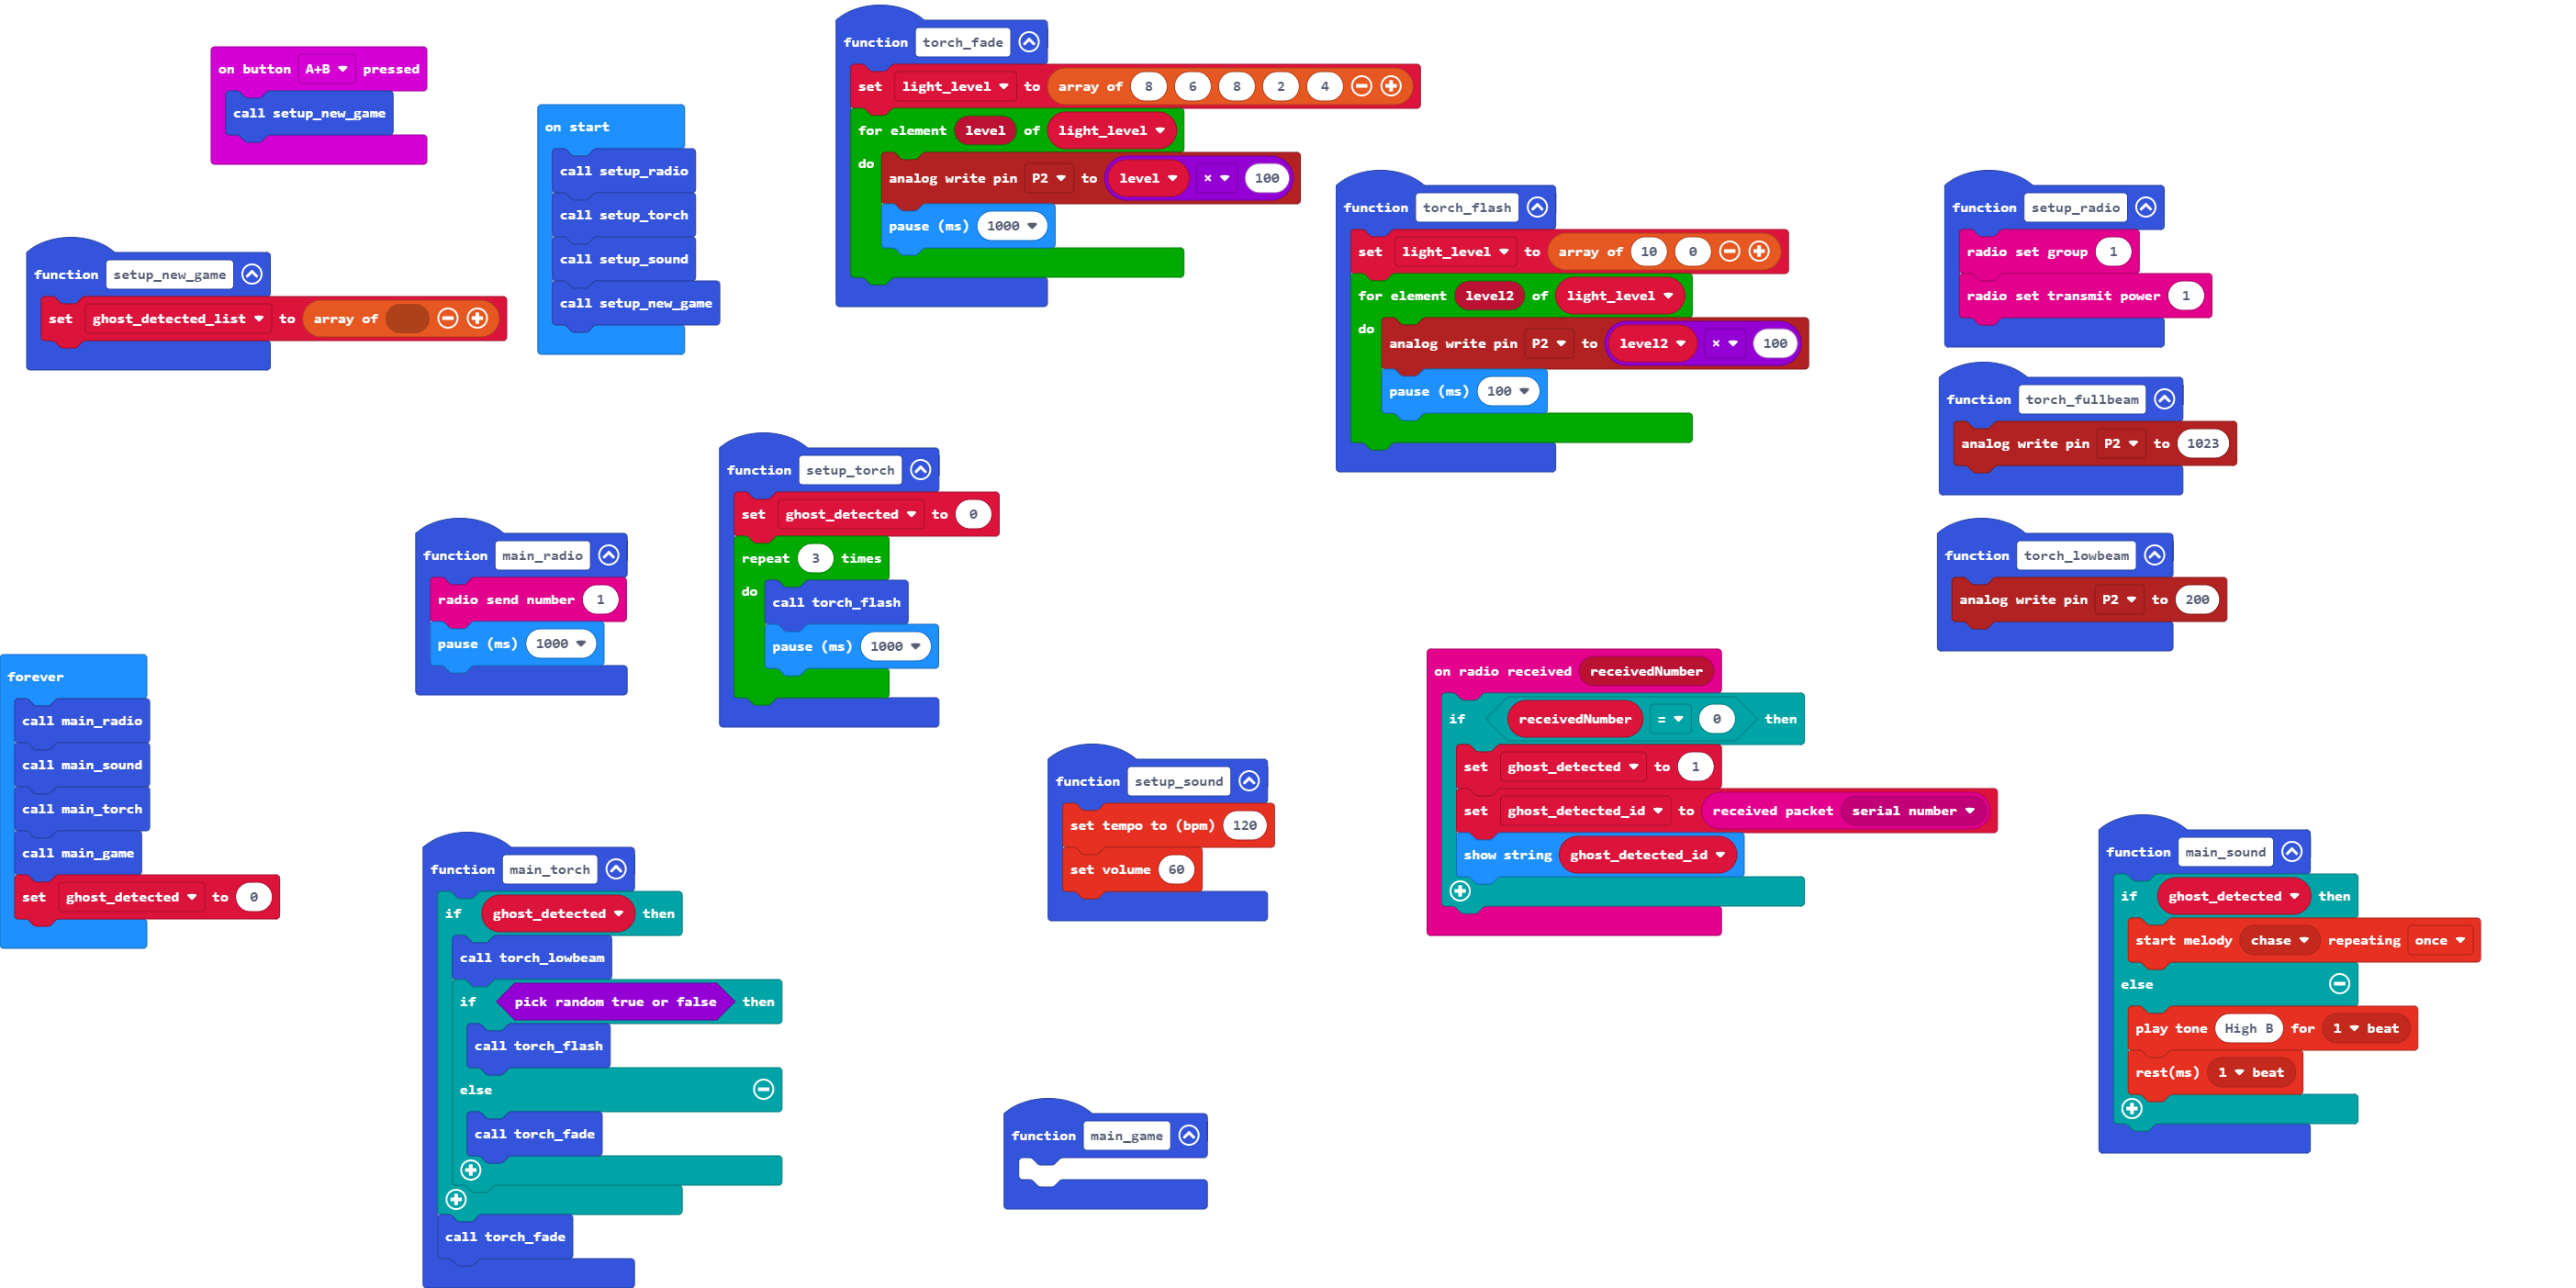 on button A+B pressed
call setup_new_game
function setup_new_game
set ghost_detected_list to array of
on start
call setup_radio
call setup_torch
call setup_sound
call setup_new_game
function torch_fade
set light_level to array of 8 6 8 2 4
for element level of light_level
do
analog write pin P2 to level × 100
pause (ms) 1000
function torch_flash
set light_level to array of 10 0
for element level2 of light_level
do
analog write pin P2 to level2 × 100
pause (ms) 100
function setup_radio
radio set group 1
radio set transmit power 1
function torch_fullbeam
analog write pin P2 to 1023
function torch_lowbeam
analog write pin P2 to 200
function setup_torch
set ghost_detected to 0
repeat 3 times
do
call torch_flash
pause (ms) 1000
function main_radio
radio send number 1
pause (ms) 1000
forever
call main_radio
call main_sound
call main_torch
call main_game
set ghost_detected to 0
function main_torch
if ghost_detected then
call torch_lowbeam
if pick random true or false then
call torch_flash
else
call torch_fade
call torch_fade
function setup_sound
set tempo to (bpm) 120
set volume 60
function main_game
on radio received receivedNumber
if receivedNumber = 0 then
set ghost_detected to 1
set ghost_detected_id to received packet serial number
show string ghost_detected_id
function main_sound
if ghost_detected then
start melody chase repeating once
else
play tone High B for 1 beat
rest(ms) 1 beat